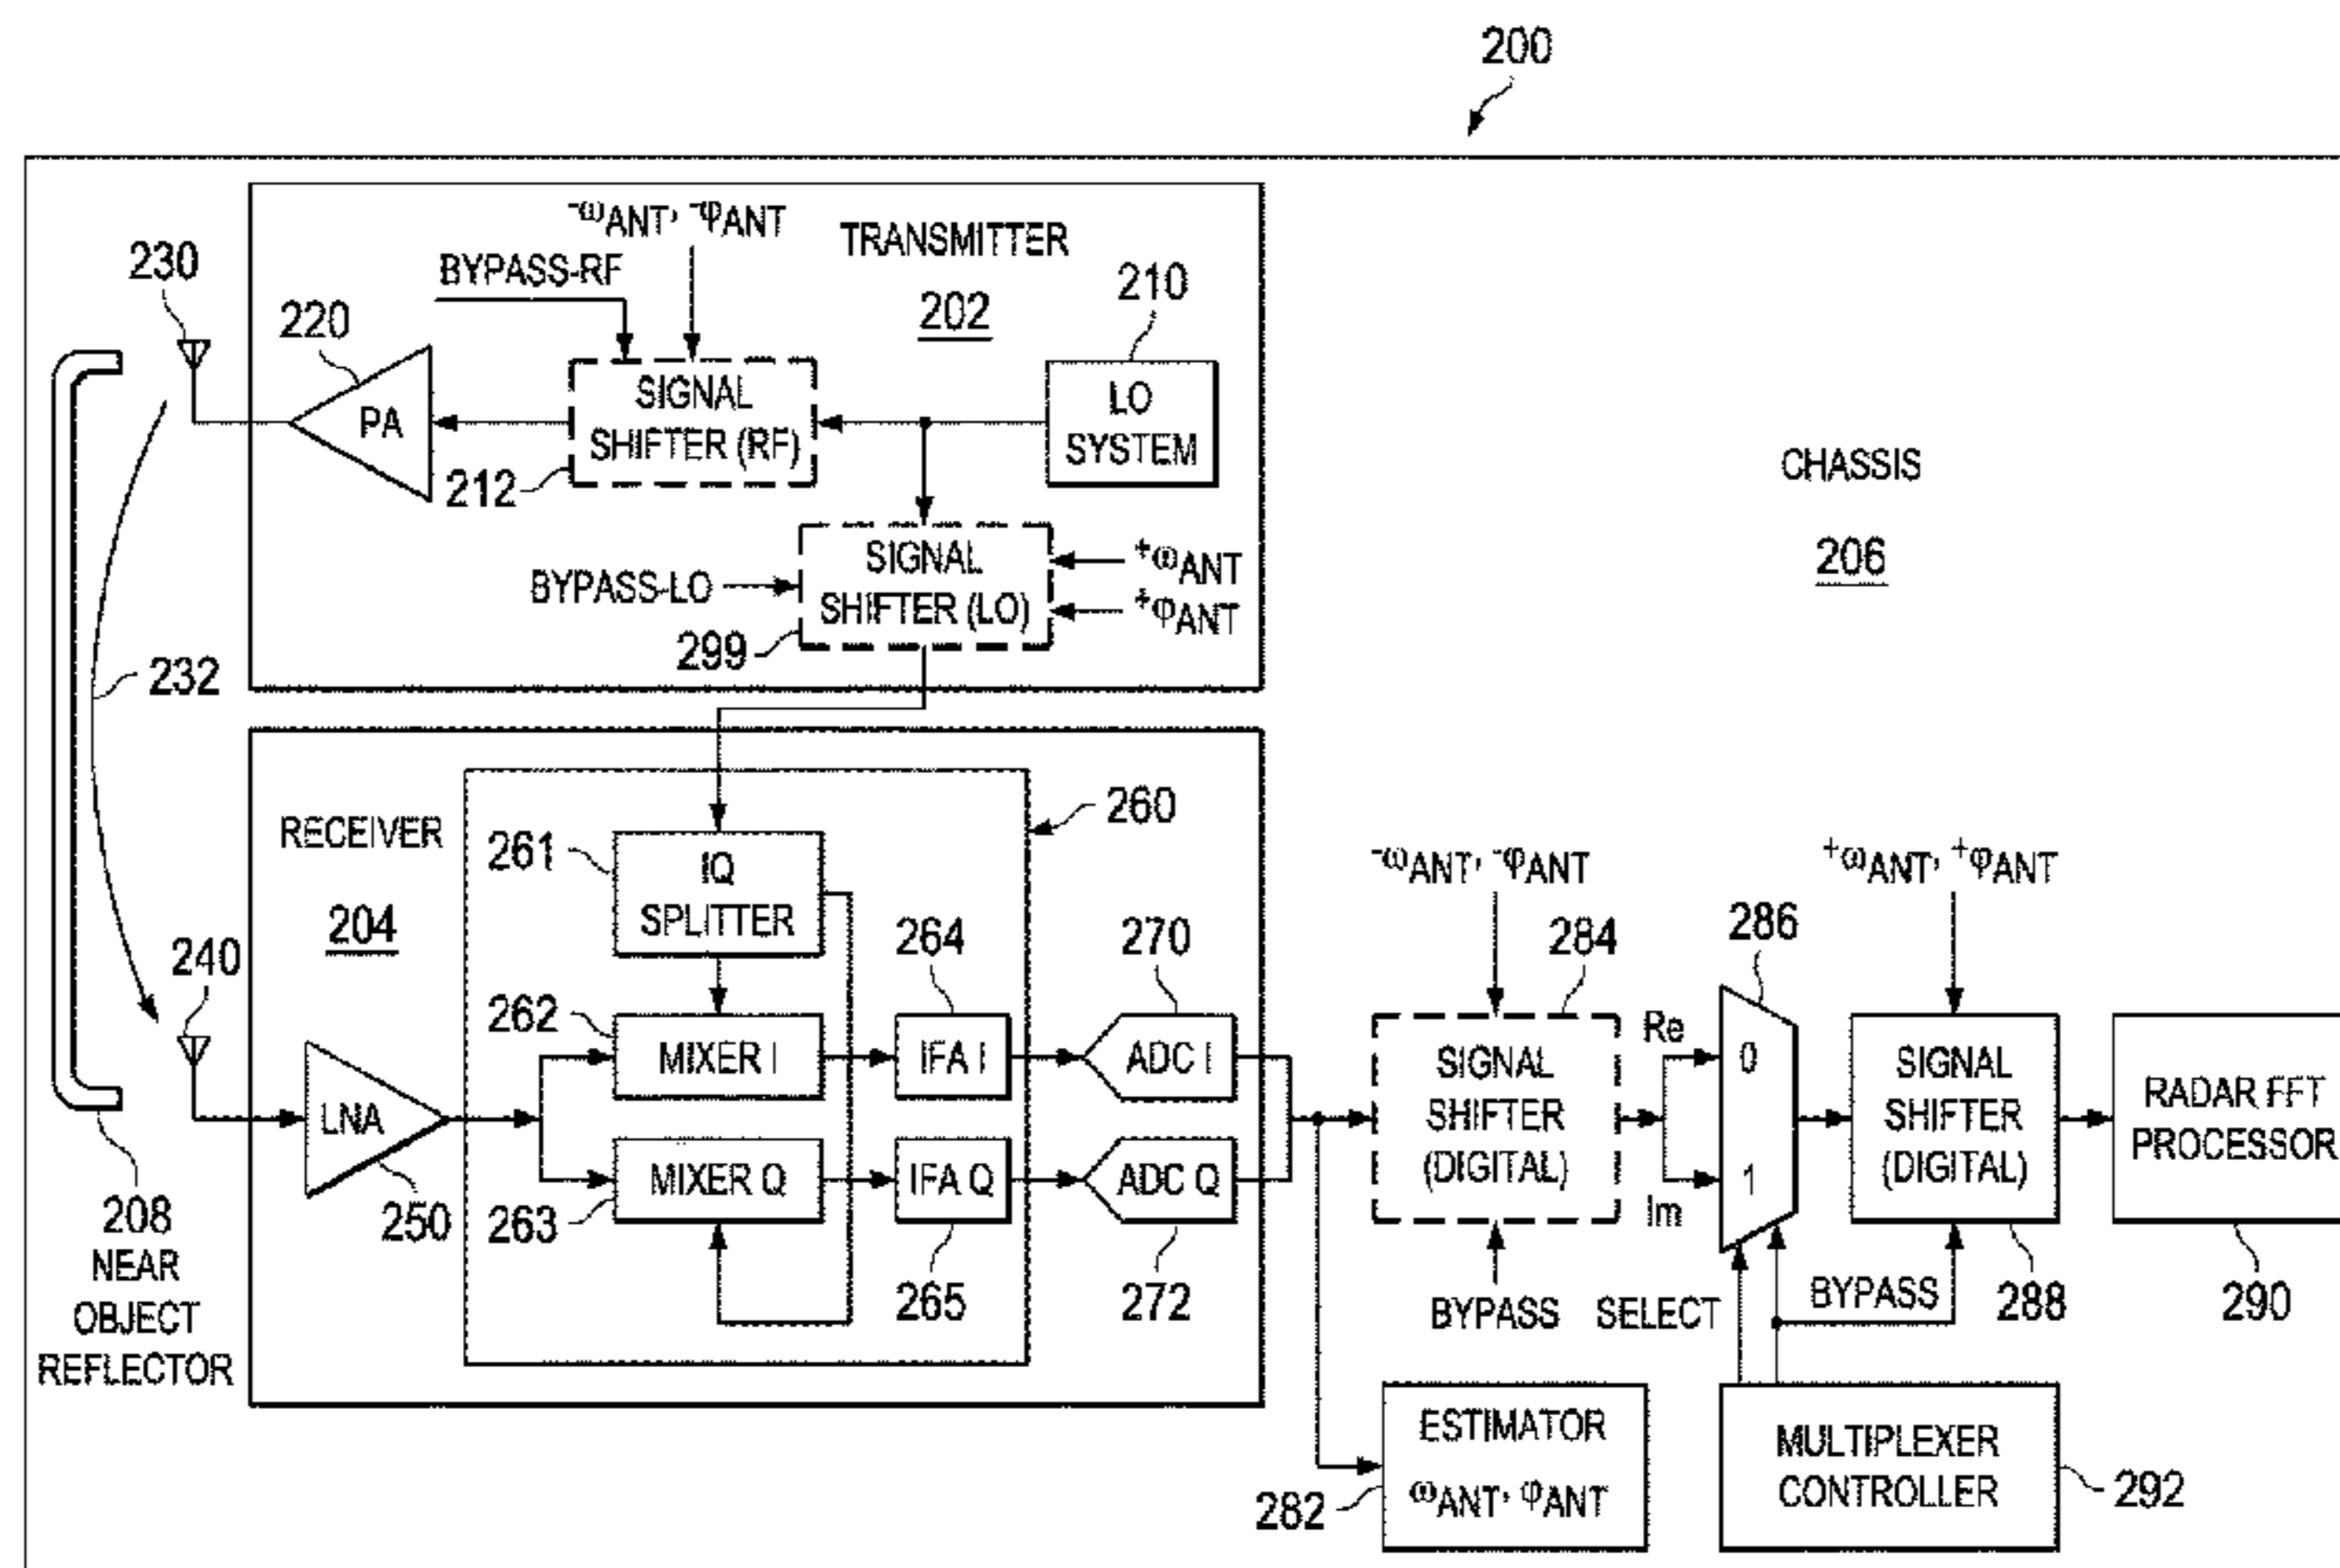 200
-ωANT, -φANT
TRANSMITTER
202
BYPASS-RF
230
220
210
PA
SIGNAL
SHIFTER (RF)
212
LO
SYSTEM
CHASSIS
206
BYPASS-LO
SIGNAL
SHIFTER (LO)
299
+ωANT
+φANT
232
RECEIVER
204
260
261
IQ
SPLITTER
240
LNA
250
262
MIXER I
263
MIXER Q
264
IFA I
IFA Q
265
270
ADC I
ADC Q
272
-ωANT, -φANT
284
SIGNAL
SHIFTER
(DIGITAL)
BYPASS
Re
Im
286
0
1
SELECT
+ωANT, +φANT
SIGNAL
SHIFTER
(DIGITAL)
BYPASS
288
RADAR FFT
PROCESSOR
290
208
NEAR
OBJECT
REFLECTOR
ESTIMATOR
ωANT, φANT
282
MULTIPLEXER
CONTROLLER
292